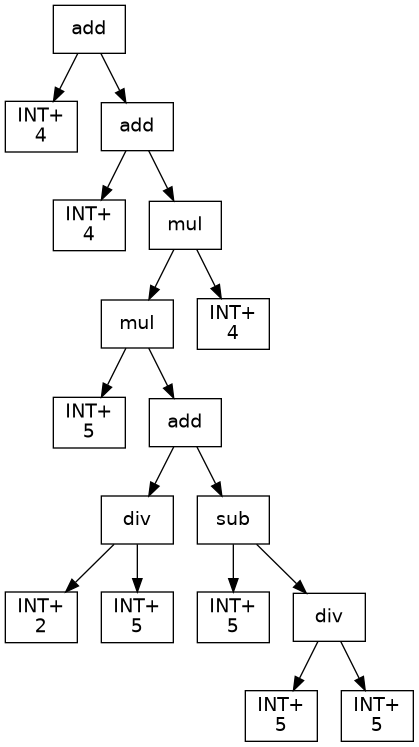 add
INT+
4
add
INT+
4
mul
mul
INT+
4
INT+
5
add
div
sub
INT+
2
INT+
5
INT+
5
div
INT+
5
INT+
5